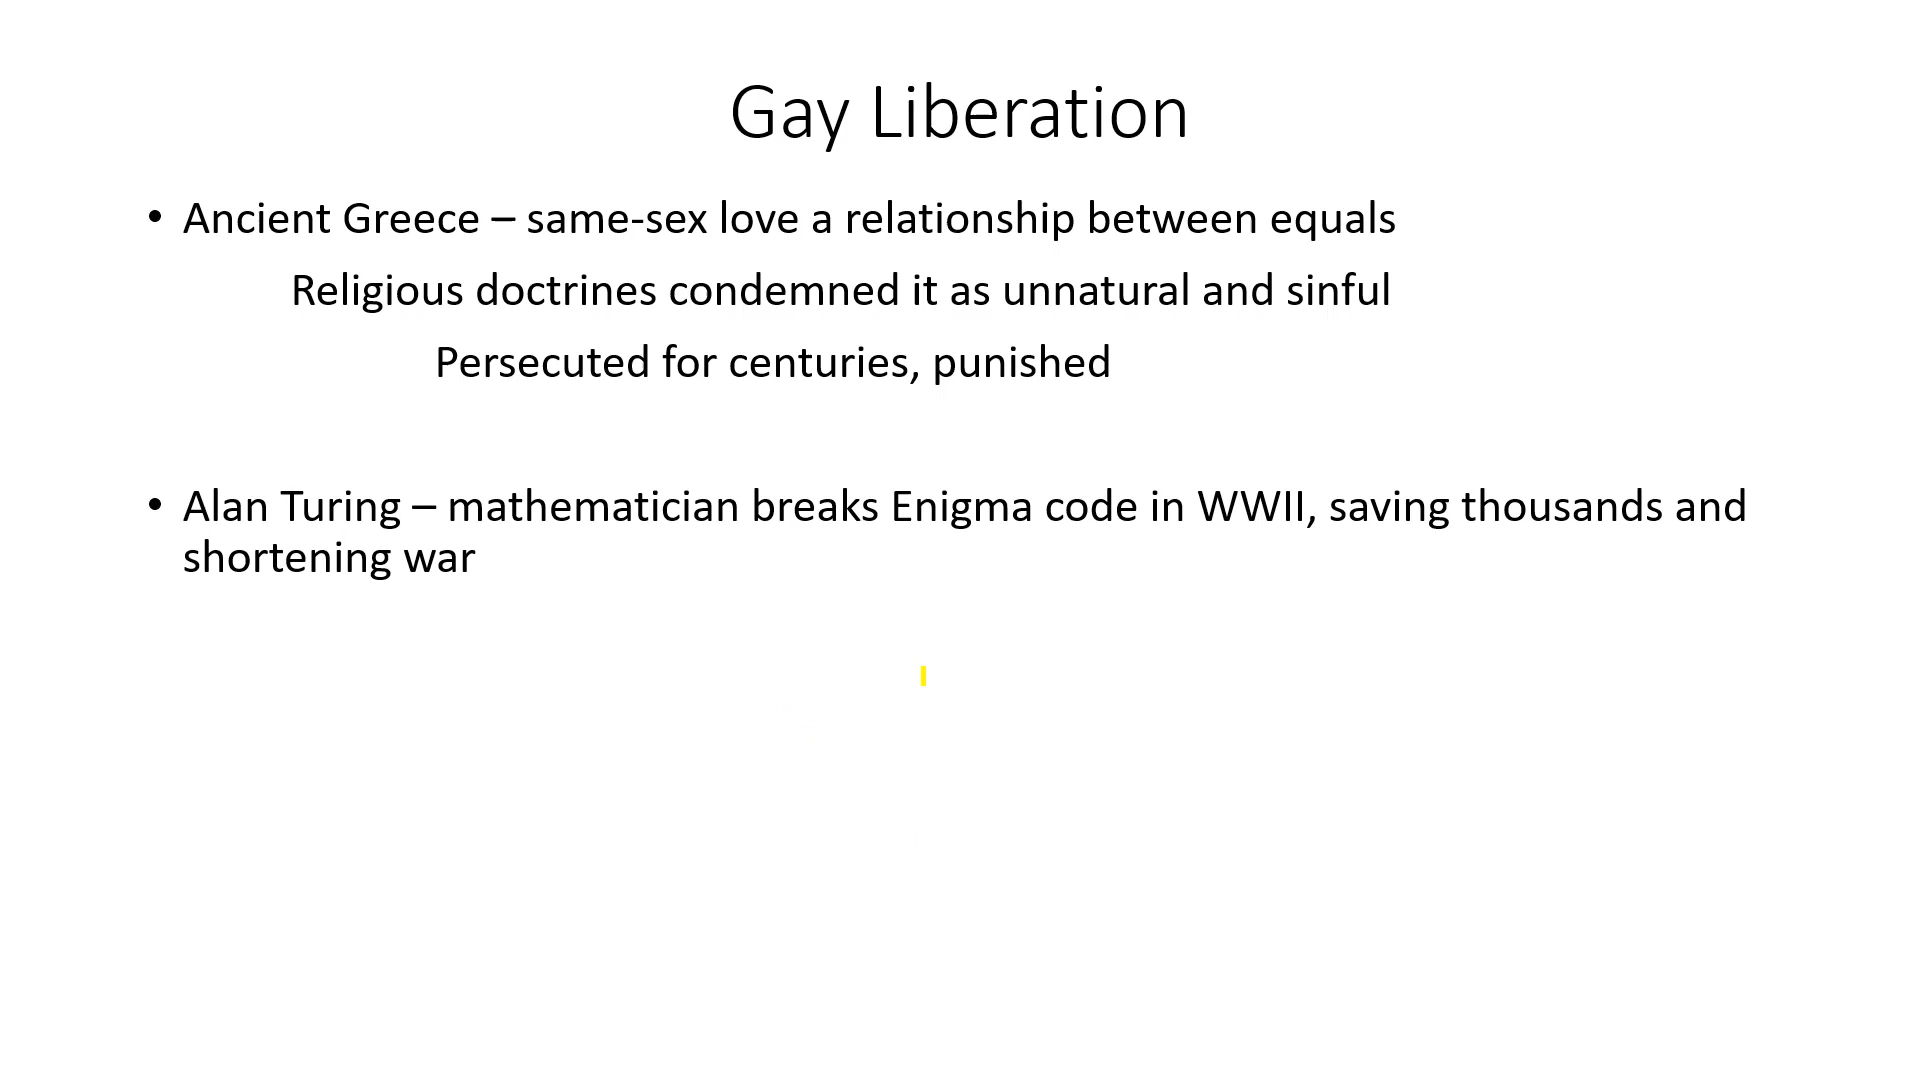 Gay Liberation
• Ancient Greece – same-sex love a relationship between equals
Religious doctrines condemned it as unnatural and sinful
Persecuted for centuries, punished
• Alan Turing – mathematician breaks Enigma code in WWII, saving thousands and
shortening war